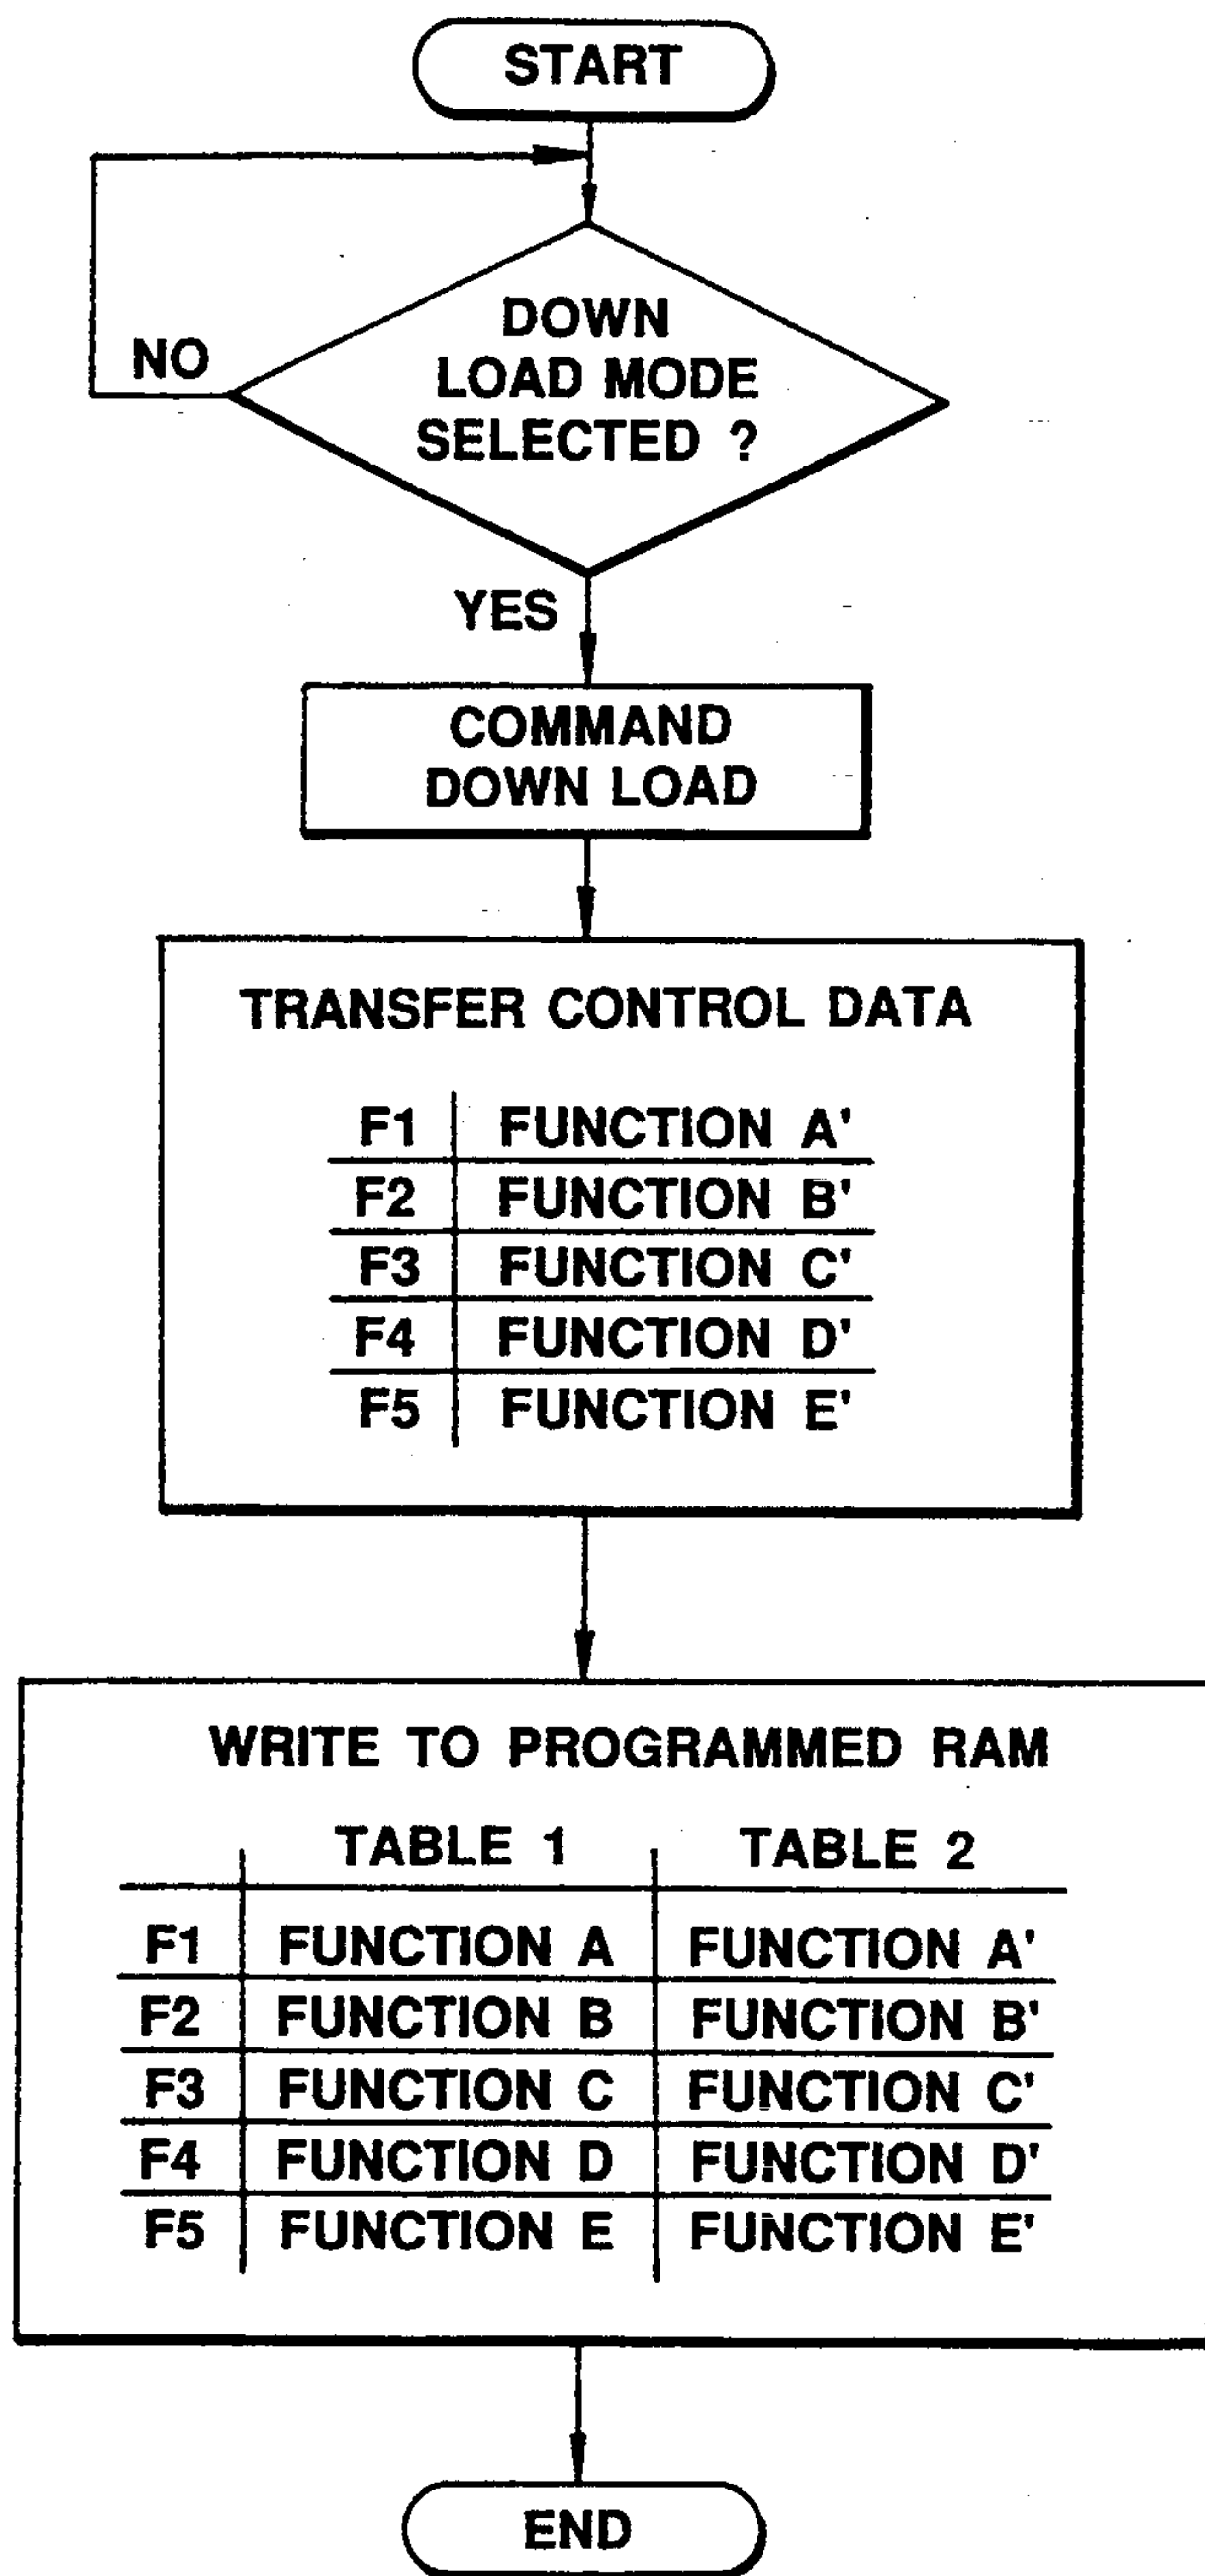 START
DOWN
LOAD MODE
SELECTED ?
NO
YES
COMMAND
DOWN LOAD
TRANSFER CONTROL DATA
F1 FUNCTION A'
F2 FUNCTION B'
F3 FUNCTION C'
F4 FUNCTION D'
F5 FUNCTION E'
WRITE TO PROGRAMMED RAM
TABLE 1 TABLE 2
F1 FUNCTION A FUNCTION A'
F2 FUNCTION B FUNCTION B'
F3 FUNCTION C FUNCTION C'
F4 FUNCTION D FUNCTION D'
F5 FUNCTION E FUNCTION E'
END